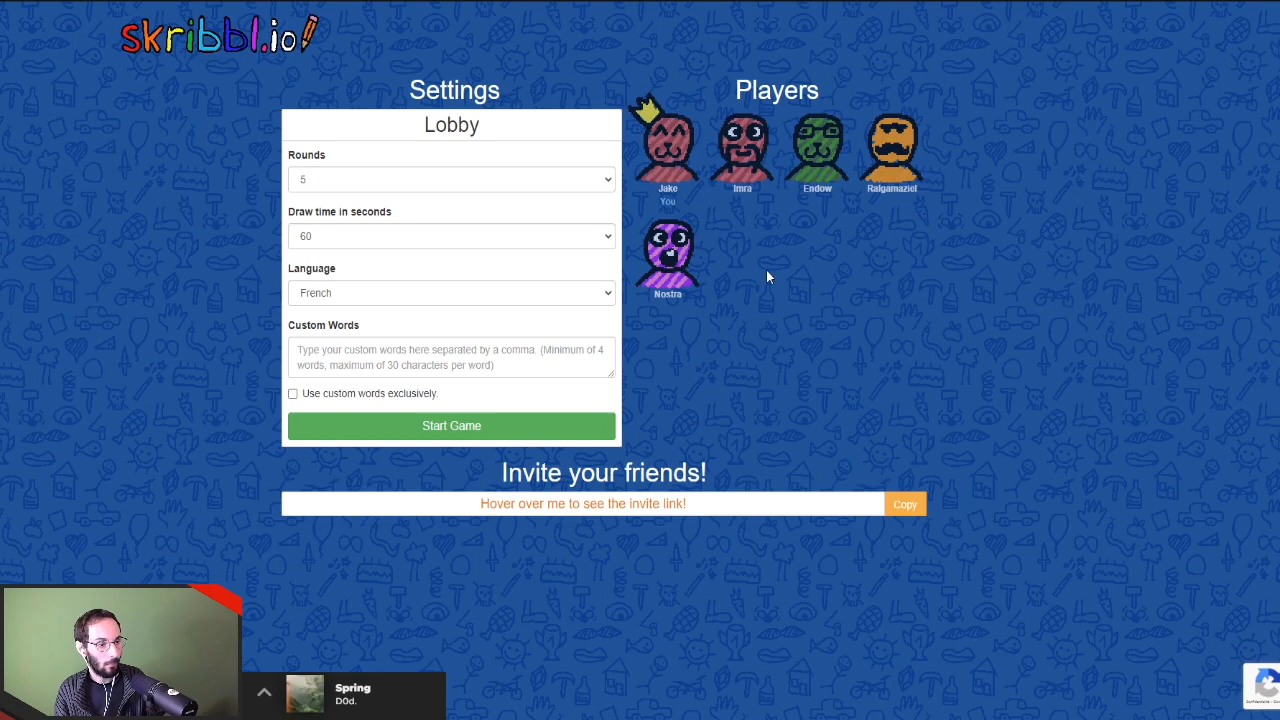 skribbl.io
Settings
Players
Lobby
Rounds
5
Draw time in seconds
60
Language
French
Custom Words
Type your custom words here separated by a comma. (Minimum of 4
words, maximum of 30 characters per word)
Use custom words exclusively.
Start Game
Jake
You
Imra
Endow
Ralgamaziel
Nostra
Invite your friends!
Hover over me to see the invite link!
Copy
Spring
D0d.